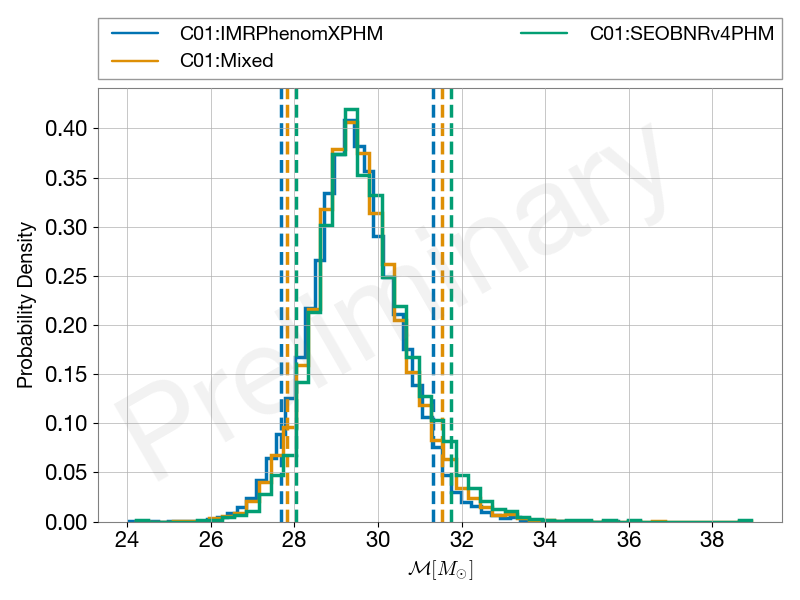 C01:IMRPhenomXPHM
C01:Mixed
C01:SEOBNRv4PHM
Probability Density
0.40
0.35
0.30
0.25
0.20
0.15
0.10
0.05
0.00
Preliminary
24 26 28 30 32 34 36 38
ℳ[M☉]